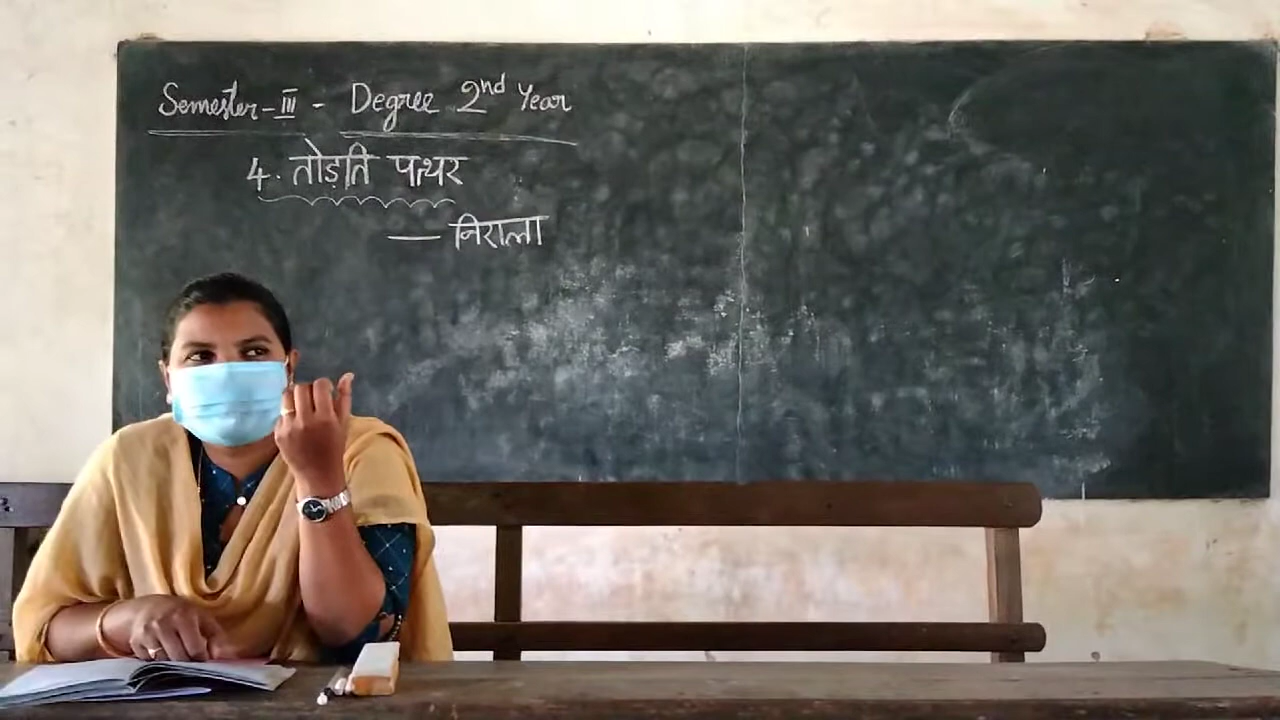 Semester-III - Degree 2nd Year
4. तोड़ति पत्थर
— निराला